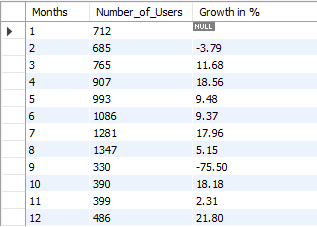 Months Number_of_Users Growth in %
1 712 NULL
2 685 -3.79
3 765 11.68
4 907 18.56
5 993 9.48
6 1086 9.37
7 1281 17.96
8 1347 5.15
9 330 -75.50
10 390 18.18
11 399 2.31
12 486 21.80